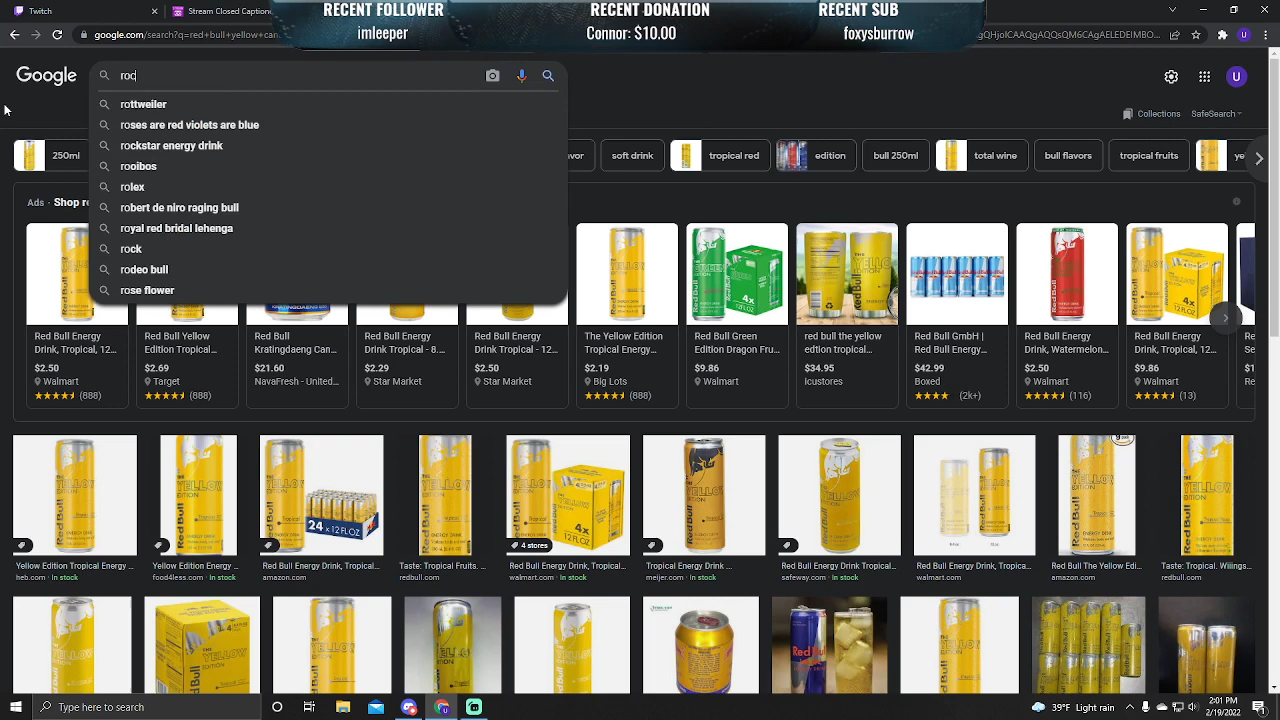 Twitch
Stream Closed Caption
RECENT FOLLOWER
imleeper
RECENT DONATION
Connor: $10.00
RECENT SUB
foxysburrow
google.com/search?q=red+bull+yellow+can
Google
roc
U
rottweiler
roses are red violets are blue
rockstar energy drink
rooibos
rolex
robert de niro raging bull
royal red bridal lehenga
rock
rodeo bull
rose flower
Collections
SafeSearch
250ml
soft drink
tropical red
edition
bull 250ml
total wine
bull flavors
tropical fruits
Ads · Shop
Red Bull Energy
Drink, Tropical, 12...
$2.50
Walmart
(888)
Red Bull Yellow
Edition Tropical...
$2.69
Target
(888)
Red Bull
Kratingdaeng Can...
$21.60
NavaFresh - United...
Red Bull Energy
Drink Tropical - 8....
$2.29
Star Market
Red Bull Energy
Drink Tropical - 12...
$2.50
Star Market
The Yellow Edition
Tropical Energy...
$2.19
Big Lots
(888)
Red Bull Green
Edition Dragon Fru...
$9.86
Walmart
red bull the yellow
edtion tropical...
$34.95
Icustores
Red Bull GmbH |
Red Bull Energy...
$42.99
Boxed
(2k+)
Red Bull Energy
Drink, Watermelon...
$2.50
Walmart
(116)
Red Bull Energy
Drink, Tropical, 12...
$9.86
Walmart
(13)
Yellow Edition Tropical Energy ...
heb.com · In stock
Yellow Edition Energy ...
food4less.com · In stock
24 x 12 FL OZ
Red Bull Energy Drink, Tropical...
amazon.com · In stock
Taste: Tropical Fruits. ...
redbull.com
4 stores
Red Bull Energy Drink, Tropical...
walmart.com · In stock
Tropical Energy Drink ...
meijer.com · In stock
Red Bull Energy Drink, Tropical...
safeway.com · In stock
Red Bull Energy Drink, Tropical...
walmart.com
Red Bull The Yellow Edi...
amazon.com · In stock
Taste: Tropical. Wiiings...
redbull.com
Type here to search
39°F Light rain
2:01 PM
2/19/2022